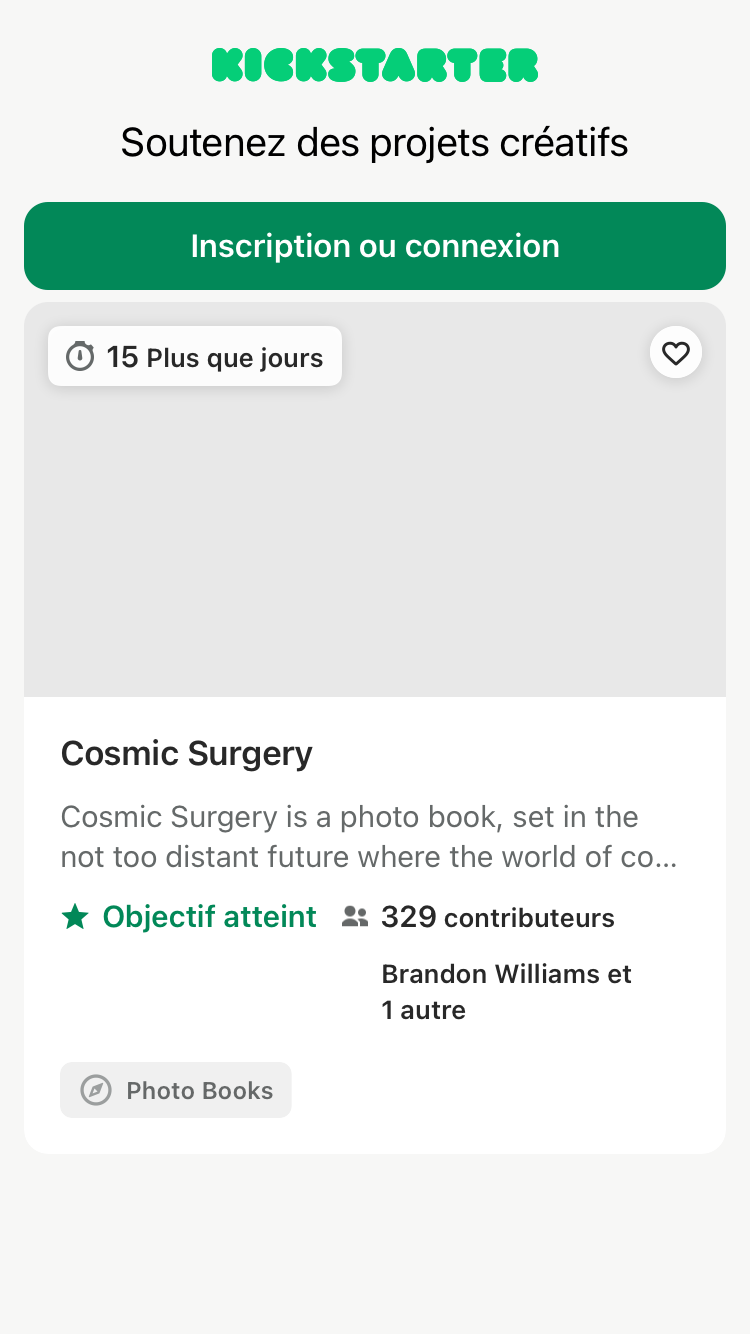 KICKSTARTER
Soutenez des projets créatifs
Inscription ou connexion
15 Plus que jours
Cosmic Surgery
Cosmic Surgery is a photo book, set in the
not too distant future where the world of co...
Objectif atteint
329 contributeurs
Brandon Williams et
1 autre
Photo Books